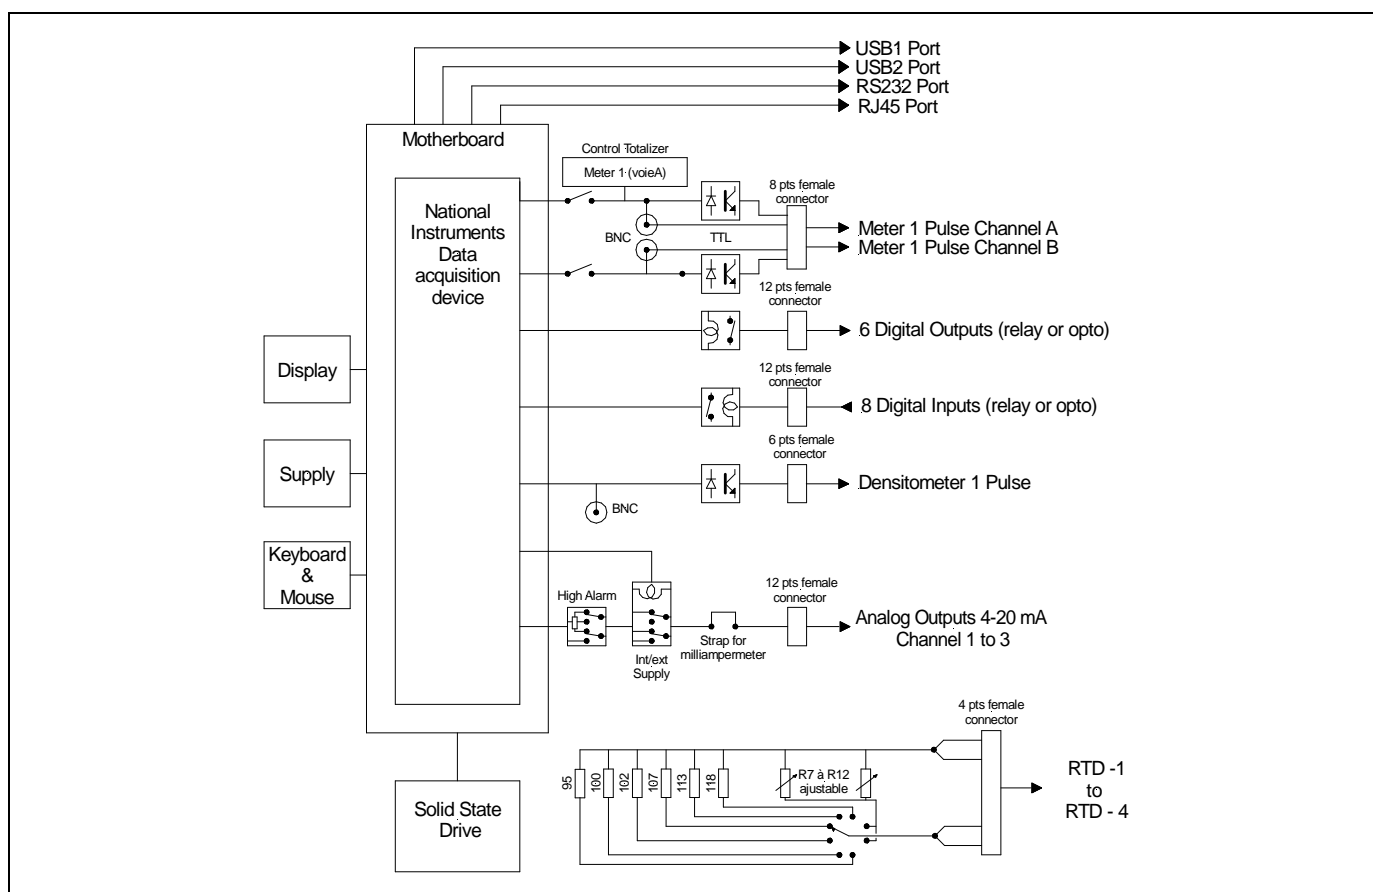 USB1 Port
USB2 Port
RS232 Port
RJ45 Port
Motherboard
Control Totalizer
Meter 1 (voieA)
8 pts female
connector
National
Instruments
Data
acquisition
device
BNC
TTL
Meter 1 Pulse Channel A
Meter 1 Pulse Channel B
12 pts female
connector
6 Digital Outputs (relay or opto)
Display
12 pts female
connector
8 Digital Inputs (relay or opto)
6 pts female
connector
Supply
Densitometer 1 Pulse
BNC
Keyboard
&
Mouse
High Alarm
12 pts female
connector
Analog Outputs 4-20 mA
Channel 1 to 3
Strap for
milliampermeter
Int/ext
Supply
4 pts female
connector
95
100
102
107
113
118
R7 à R12
ajustable
RTD -1
to
RTD - 4
Solid State
Drive